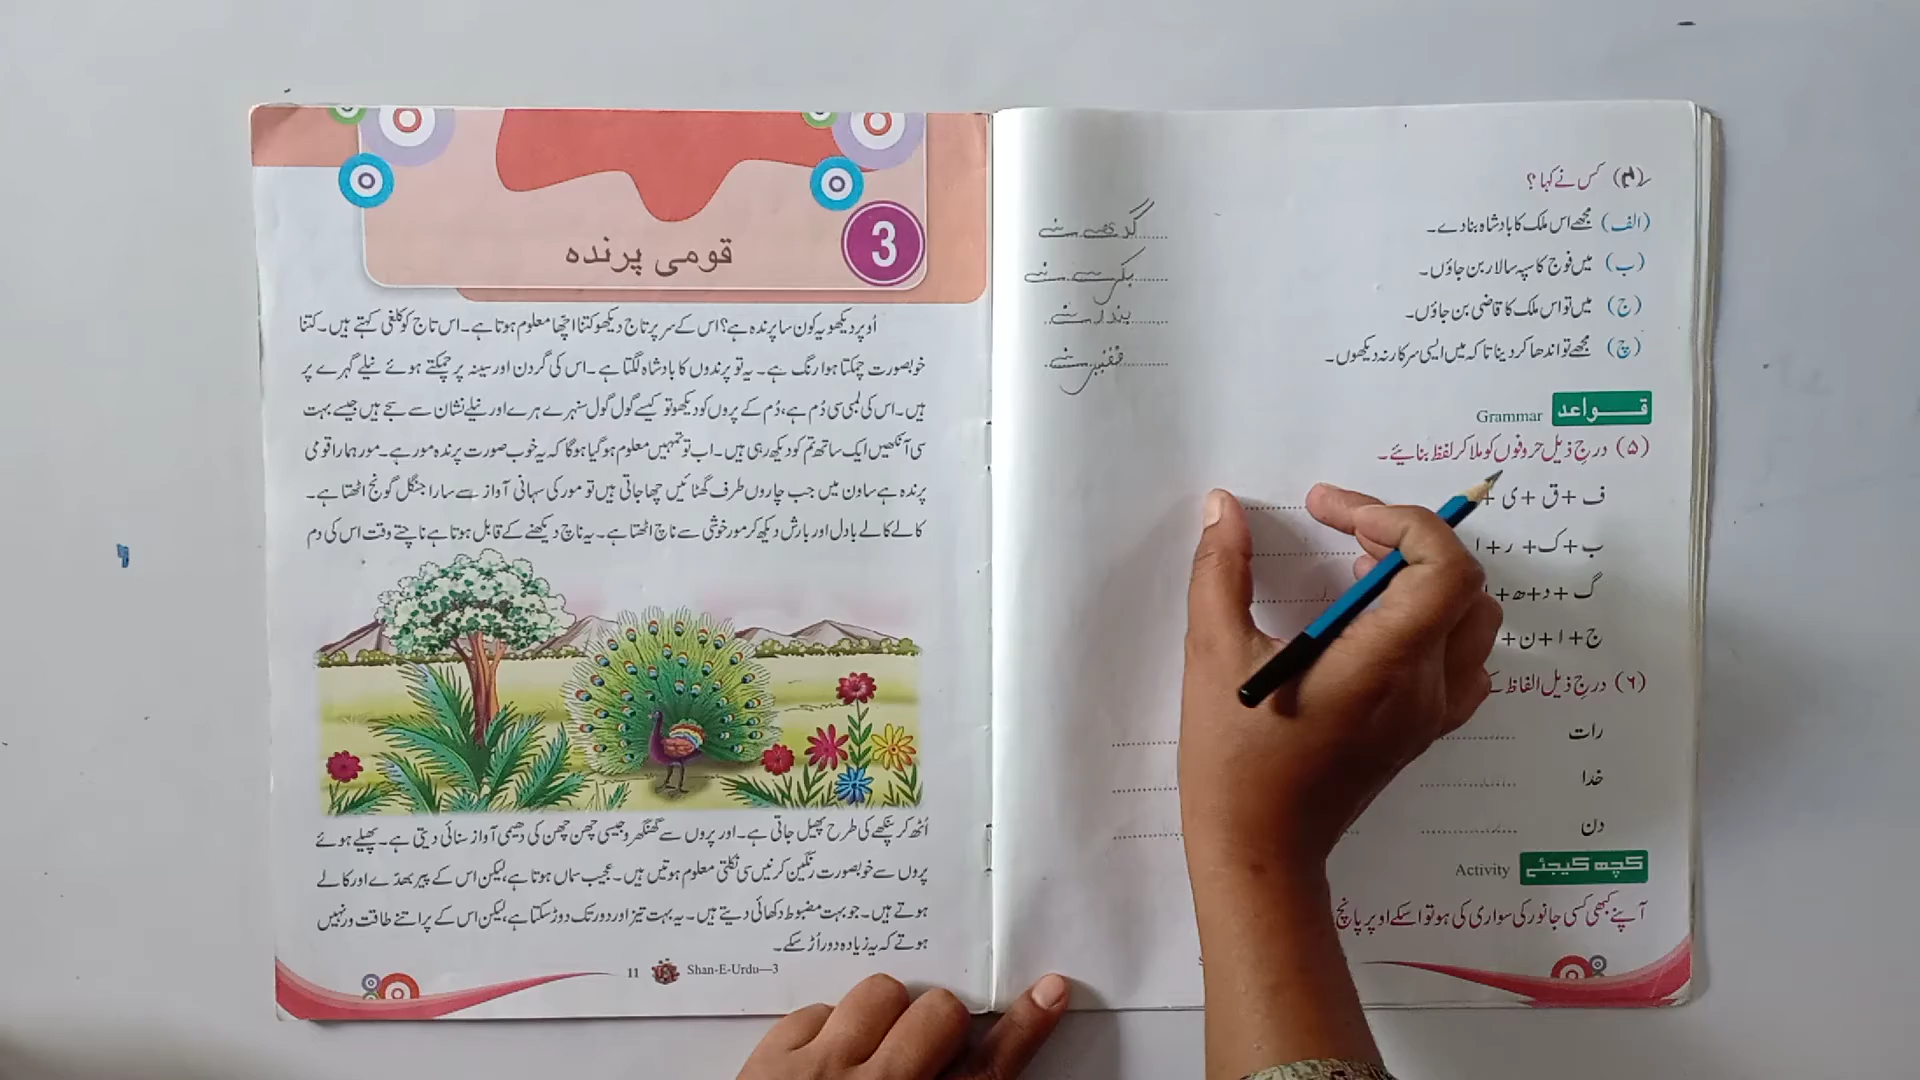 (۴) کس نے کہا ؟
(الف) مجھے اس ملک کا بادشاہ بنا دے۔ گدھے نے
(ب) میں فوج کا سپہ سالار بن جاؤں۔ بکرے نے
(ج) میں تو اس ملک کا قاضی بن جاؤں۔ بندر نے
(چ) مجھے تو اندھا کر دینا تاکہ میں ایسی سرکار نہ دیکھوں۔ نے
قواعد
Grammar
(۵) درج ذیل حروفوں کو ملا کر لفظ بنایئے۔
ف + ق + ی +
ب + ک + ر + ا
گ + د + ھ + ا
ج + ا + ن +
(۶) درج ذیل الفاظ کے
رات
خدا
دن
کچھ کیجئے
Activity
آپنے کبھی کسی جانور کی سواری کی ہو تو اسکے اوپر پانچ
3
قومی پرندہ
اُوپر دیکھو یہ کون سا پرندہ ہے؟ اس کے سر پر تاج دیکھو کتنا اچھا معلوم ہوتا ہے۔ اس تاج کو کلغی کہتے ہیں۔ کتنا
خوبصورت چمکتا ہوا رنگ ہے۔ یہ تو پرندوں کا بادشاہ لگتا ہے۔ اس کی گردن اور سینہ پر چمکتے ہوئے نیلے گہرے پر
ہیں۔ اس کی لمبی سی دُم ہے، دُم کے پروں کو دیکھو تو کیسے گول گول سنہرے ہرے اور نیلے نشان سے سجے ہیں جیسے بہت
سی آنکھیں ایک ساتھ تم کو دیکھ رہی ہیں۔ اب تو تمہیں معلوم ہو گیا ہوگا کہ یہ خوب صورت پرندہ مور ہے۔ مور ہمارا قومی
پرندہ ہے ساون میں جب چاروں طرف گھٹائیں چھا جاتی ہیں تو مور کی سہانی آواز سے سارا جنگل گونج اٹھتا ہے۔
کالے کالے بادل اور بارش دیکھ کر مور خوشی سے ناچ اٹھتا ہے۔ یہ ناچ دیکھنے کے قابل ہوتا ہے ناچتے وقت اس کی دم
اُٹھ کر پنکھے کی طرح پھیل جاتی ہے۔ اور پروں سے گھنگھرو جیسی چھن چھن کی دھیمی آواز سنائی دیتی ہے۔ پھیلے ہوئے
پروں سے خوبصورت رنگین کرنیں سی نکلتی معلوم ہوتیں ہیں۔ عجیب سماں ہوتا ہے، لیکن اس کے پیر بھدّے اور کالے
ہوتے ہیں۔ جو بہت مضبوط دکھائی دیتے ہیں۔ یہ بہت تیز اور دور تک دوڑ سکتا ہے، لیکن اس کے پر اتنے طاقت ور نہیں
ہوتے کہ یہ زیادہ دور اُڑ سکے۔
11 Shan-E-Urdu—3